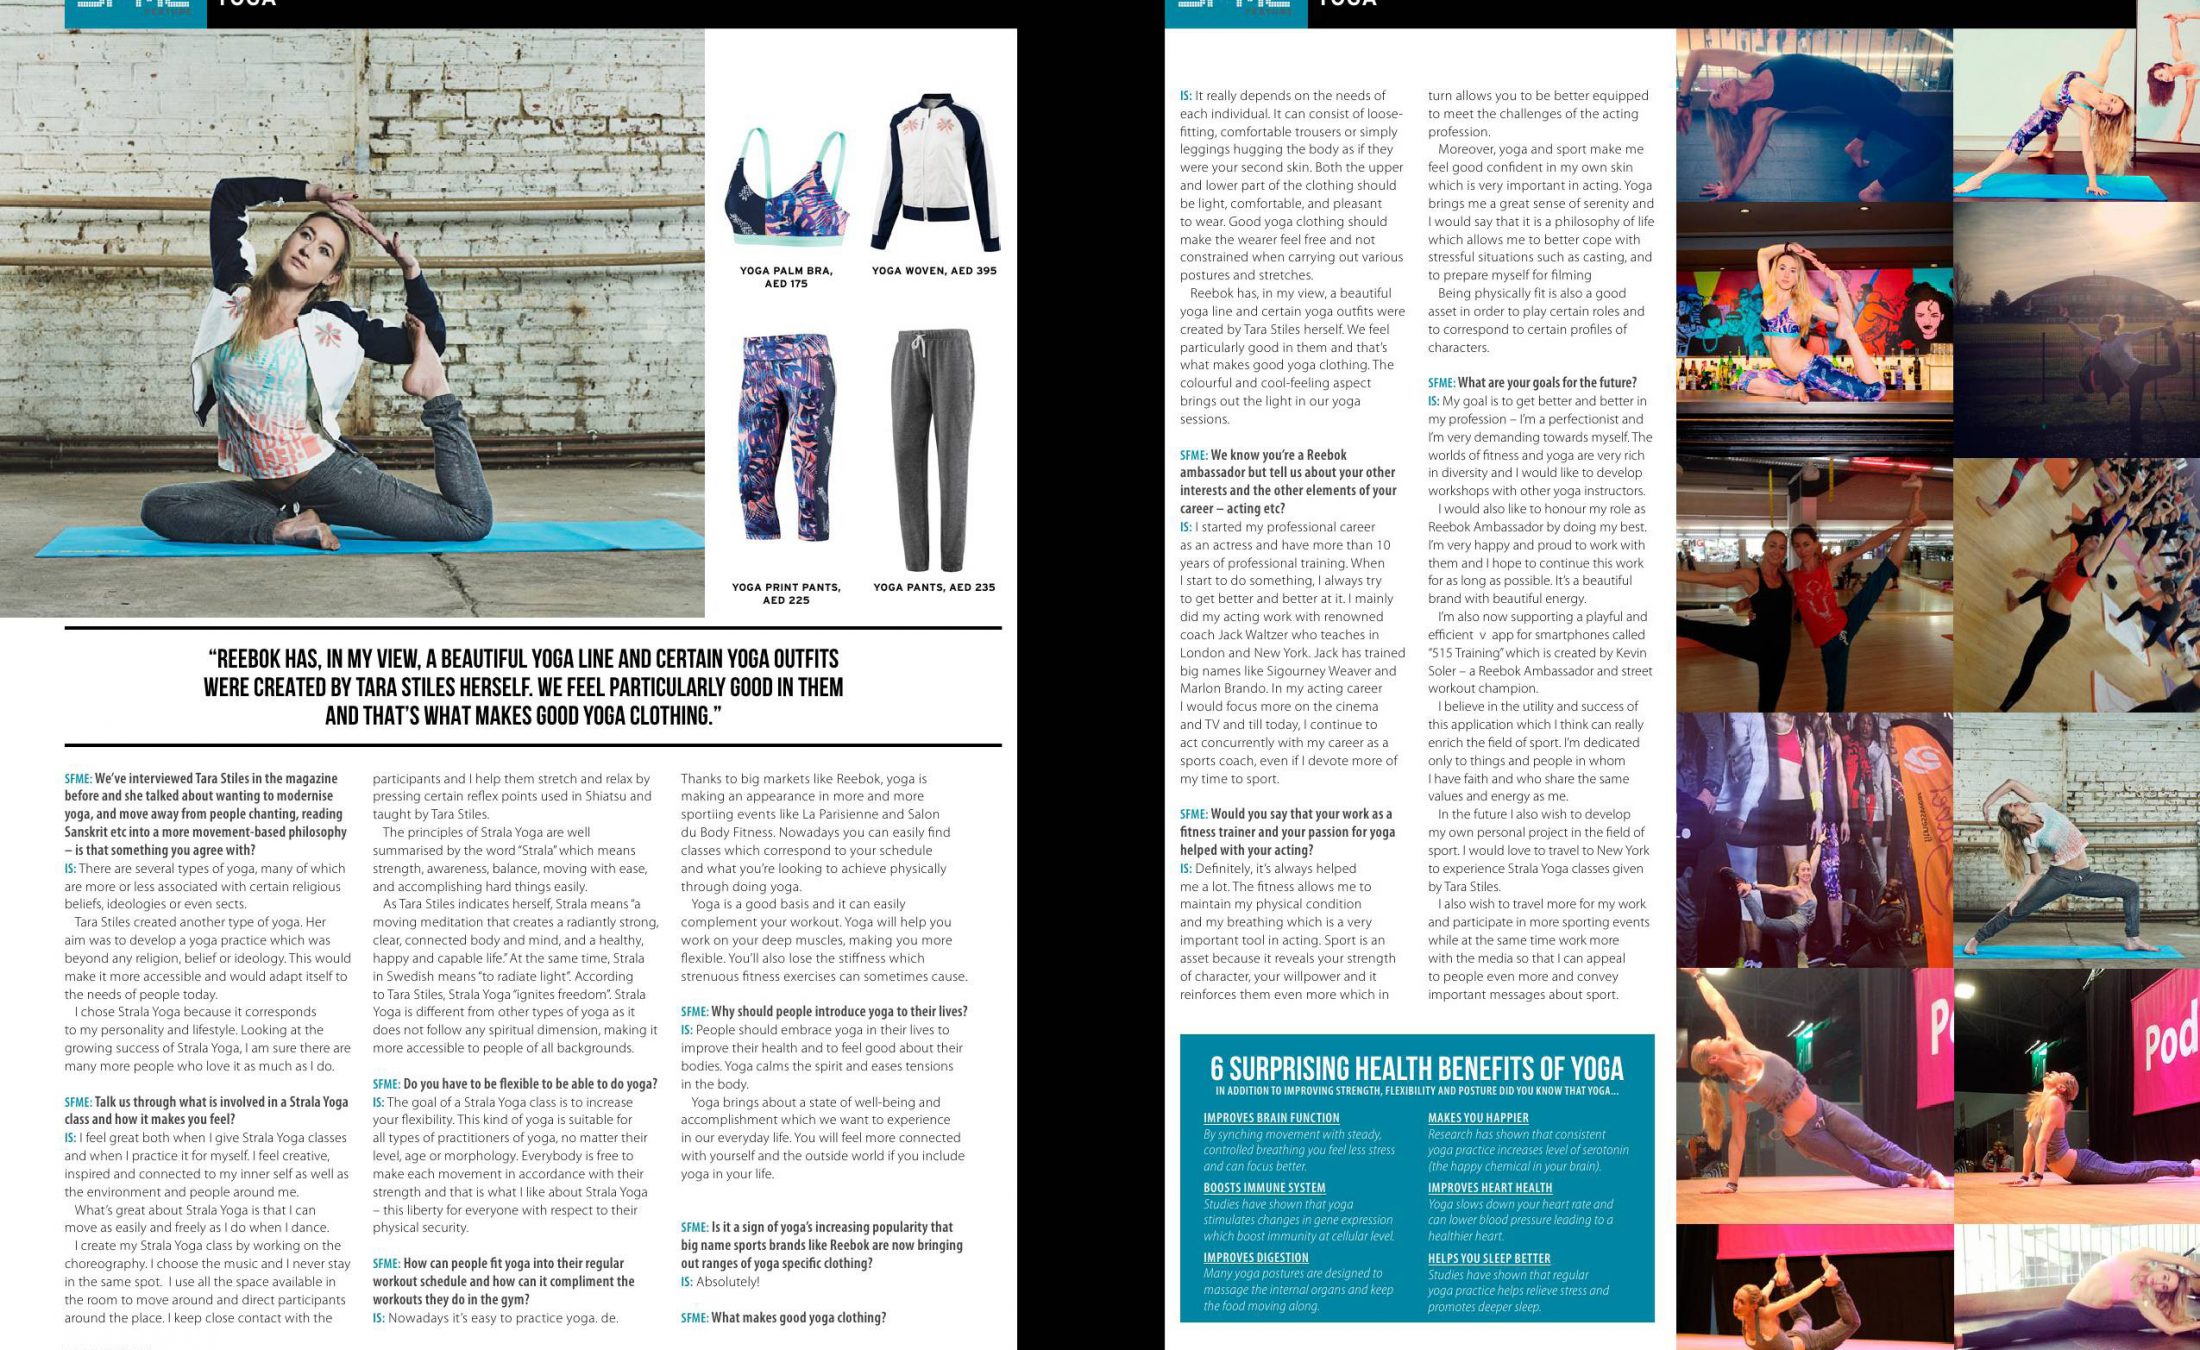 YOGA
YOGA PALM BRA,
AED 175
YOGA WOVEN, AED 395
YOGA PRINT PANTS,
AED 225
YOGA PANTS, AED 235
“REEBOK HAS, IN MY VIEW, A BEAUTIFUL YOGA LINE AND CERTAIN YOGA OUTFITS
WERE CREATED BY TARA STILES HERSELF. WE FEEL PARTICULARLY GOOD IN THEM
AND THAT’S WHAT MAKES GOOD YOGA CLOTHING.”
SFME: We’ve interviewed Tara Stiles in the magazine
before and she talked about wanting to modernise
yoga, and move away from people chanting, reading
Sanskrit etc into a more movement-based philosophy
– is that something you agree with?
IS: There are several types of yoga, many of which
are more or less associated with certain religious
beliefs, ideologies or even sects.
Tara Stiles created another type of yoga. Her
aim was to develop a yoga practice which was
beyond any religion, belief or ideology. This would
make it more accessible and would adapt itself to
the needs of people today.
I chose Strala Yoga because it corresponds
to my personality and lifestyle. Looking at the
growing success of Strala Yoga, I am sure there are
many more people who love it as much as I do.
SFME: Talk us through what is involved in a Strala Yoga
class and how it makes you feel?
IS: I feel great both when I give Strala Yoga classes
and when I practice it for myself. I feel creative,
inspired and connected to my inner self as well as
the environment and people around me.
What’s great about Strala Yoga is that I can
move as easily and freely as I do when I dance.
I create my Strala Yoga class by working on the
choreography. I choose the music and I never stay
in the same spot. I use all the space available in
the room to move around and direct participants
around the place. I keep close contact with the
participants and I help them stretch and relax by
pressing certain reflex points used in Shiatsu and
taught by Tara Stiles.
The principles of Strala Yoga are well
summarised by the word “Strala” which means
strength, awareness, balance, moving with ease,
and accomplishing hard things easily.
As Tara Stiles indicates herself, Strala means “a
moving meditation that creates a radiantly strong,
clear, connected body and mind, and a healthy,
happy and capable life.” At the same time, Strala
in Swedish means “to radiate light”. According
to Tara Stiles, Strala Yoga “ignites freedom”. Strala
Yoga is different from other types of yoga as it
does not follow any spiritual dimension, making it
more accessible to people of all backgrounds.
SFME: Do you have to be flexible to be able to do yoga?
IS: The goal of a Strala Yoga class is to increase
your flexibility. This kind of yoga is suitable for
all types of practitioners of yoga, no matter their
level, age or morphology. Everybody is free to
make each movement in accordance with their
strength and that is what I like about Strala Yoga
– this liberty for everyone with respect to their
physical security.
SFME: How can people fit yoga into their regular
workout schedule and how can it compliment the
workouts they do in the gym?
IS: Nowadays it’s easy to practice yoga. de.
Thanks to big markets like Reebok, yoga is
making an appearance in more and more
sportiing events like La Parisienne and Salon
du Body Fitness. Nowadays you can easily find
classes which correspond to your schedule
and what you’re looking to achieve physically
through doing yoga.
Yoga is a good basis and it can easily
complement your workout. Yoga will help you
work on your deep muscles, making you more
flexible. You’ll also lose the stiffness which
strenuous fitness exercises can sometimes cause.
SFME: Why should people introduce yoga to their lives?
IS: People should embrace yoga in their lives to
improve their health and to feel good about their
bodies. Yoga calms the spirit and eases tensions
in the body.
Yoga brings about a state of well-being and
accomplishment which we want to experience
in our everyday life. You will feel more connected
with yourself and the outside world if you include
yoga in your life.
SFME: Is it a sign of yoga’s increasing popularity that
big name sports brands like Reebok are now bringing
out ranges of yoga specific clothing?
IS: Absolutely!
SFME: What makes good yoga clothing?
YOGA
IS: It really depends on the needs of
each individual. It can consist of loose-
fitting, comfortable trousers or simply
leggings hugging the body as if they
were your second skin. Both the upper
and lower part of the clothing should
be light, comfortable, and pleasant
to wear. Good yoga clothing should
make the wearer feel free and not
constrained when carrying out various
postures and stretches.
Reebok has, in my view, a beautiful
yoga line and certain yoga outfits were
created by Tara Stiles herself. We feel
particularly good in them and that’s
what makes good yoga clothing. The
colourful and cool-feeling aspect
brings out the light in our yoga
sessions.
SFME: We know you’re a Reebok
ambassador but tell us about your other
interests and the other elements of your
career – acting etc?
IS: I started my professional career
as an actress and have more than 10
years of professional training. When
I start to do something, I always try
to get better and better at it. I mainly
did my acting work with renowned
coach Jack Waltzer who teaches in
London and New York. Jack has trained
big names like Sigourney Weaver and
Marlon Brando. In my acting career
I would focus more on the cinema
and TV and till today, I continue to
act concurrently with my career as a
sports coach, even if I devote more of
my time to sport.
SFME: Would you say that your work as a
fitness trainer and your passion for yoga
helped with your acting?
IS: Definitely, it’s always helped
me a lot. The fitness allows me to
maintain my physical condition
and my breathing which is a very
important tool in acting. Sport is an
asset because it reveals your strength
of character, your willpower and it
reinforces them even more which in
turn allows you to be better equipped
to meet the challenges of the acting
profession.
Moreover, yoga and sport make me
feel good confident in my own skin
which is very important in acting. Yoga
brings me a great sense of serenity and
I would say that it is a philosophy of life
which allows me to better cope with
stressful situations such as casting, and
to prepare myself for filming
Being physically fit is also a good
asset in order to play certain roles and
to correspond to certain profiles of
characters.
SFME: What are your goals for the future?
IS: My goal is to get better and better in
my profession – I’m a perfectionist and
I’m very demanding towards myself. The
worlds of fitness and yoga are very rich
in diversity and I would like to develop
workshops with other yoga instructors.
I would also like to honour my role as
Reebok Ambassador by doing my best.
I’m very happy and proud to work with
them and I hope to continue this work
for as long as possible. It’s a beautiful
brand with beautiful energy.
I’m also now supporting a playful and
efficient v app for smartphones called
“515 Training” which is created by Kevin
Soler – a Reebok Ambassador and street
workout champion.
I believe in the utility and success of
this application which I think can really
enrich the field of sport. I’m dedicated
only to things and people in whom
I have faith and who share the same
values and energy as me.
In the future I also wish to develop
my own personal project in the field of
sport. I would love to travel to New York
to experience Strala Yoga classes given
by Tara Stiles.
I also wish to travel more for my work
and participate in more sporting events
while at the same time work more
with the media so that I can appeal
to people even more and convey
important messages about sport.
6 SURPRISING HEALTH BENEFITS OF YOGA
IN ADDITION TO IMPROVING STRENGTH, FLEXIBILITY AND POSTURE DID YOU KNOW THAT YOGA...
IMPROVES BRAIN FUNCTION
By synching movement with steady,
controlled breathing you feel less stress
and can focus better.
BOOSTS IMMUNE SYSTEM
Studies have shown that yoga
stimulates changes in gene expression
which boost immunity at cellular level.
IMPROVES DIGESTION
Many yoga postures are designed to
massage the internal organs and keep
the food moving along.
MAKES YOU HAPPIER
Research has shown that consistent
yoga practice increases level of serotonin
(the happy chemical in your brain).
IMPROVES HEART HEALTH
Yoga slows down your heart rate and
can lower blood pressure leading to a
healthier heart.
HELPS YOU SLEEP BETTER
Studies have shown that regular
yoga practice helps relieve stress and
promotes deeper sleep.
CMG
Pod